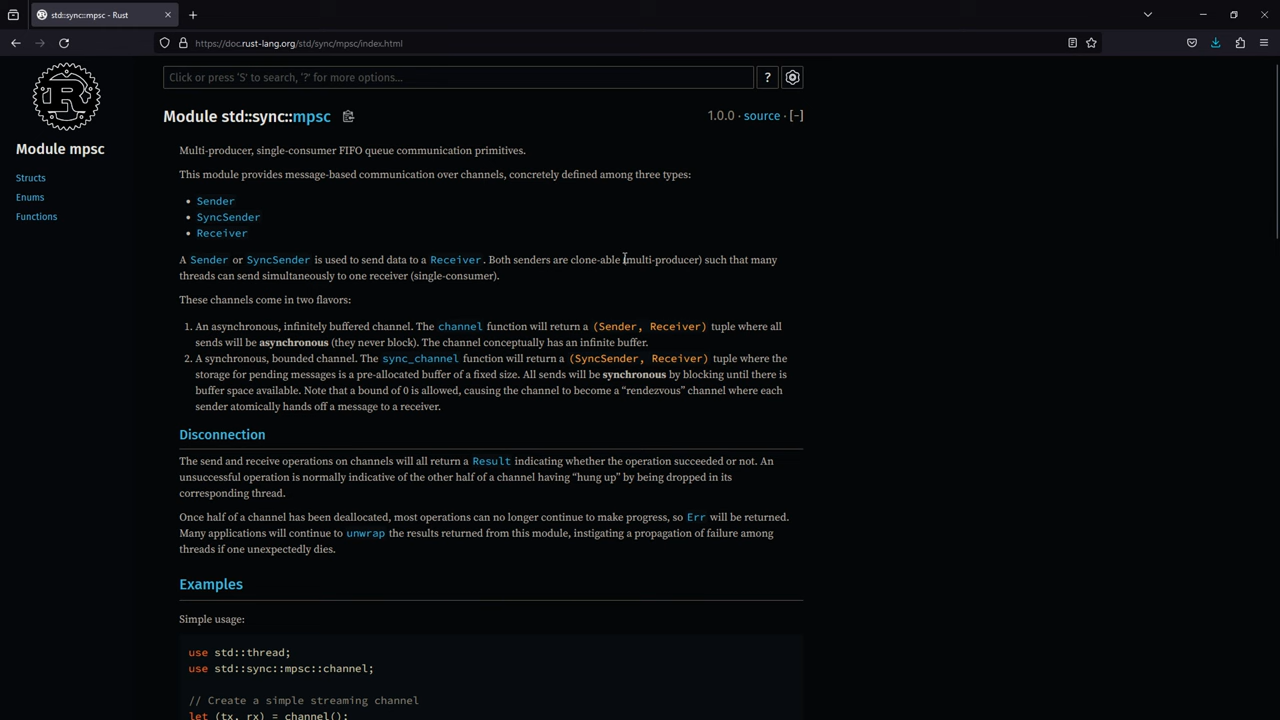 std::sync::mpsc - Rust
https://doc.rust-lang.org/std/sync/mpsc/index.html
Module mpsc
Structs
Enums
Functions
Click or press 'S' to search, '?' for more options...
?
Module std::sync::mpsc
1.0.0 · source · [-]
Multi-producer, single-consumer FIFO queue communication primitives.
This module provides message-based communication over channels, concretely defined among three types:
• Sender
• SyncSender
• Receiver
A Sender or SyncSender is used to send data to a Receiver. Both senders are clone-able (multi-producer) such that many
threads can send simultaneously to one receiver (single-consumer).
These channels come in two flavors:
1. An asynchronous, infinitely buffered channel. The channel function will return a (Sender, Receiver) tuple where all
sends will be asynchronous (they never block). The channel conceptually has an infinite buffer.
2. A synchronous, bounded channel. The sync_channel function will return a (SyncSender, Receiver) tuple where the
storage for pending messages is a pre-allocated buffer of a fixed size. All sends will be synchronous by blocking until there is
buffer space available. Note that a bound of 0 is allowed, causing the channel to become a “rendezvous” channel where each
sender atomically hands off a message to a receiver.
Disconnection
The send and receive operations on channels will all return a Result indicating whether the operation succeeded or not. An
unsuccessful operation is normally indicative of the other half of a channel having “hung up” by being dropped in its
corresponding thread.
Once half of a channel has been deallocated, most operations can no longer continue to make progress, so Err will be returned.
Many applications will continue to unwrap the results returned from this module, instigating a propagation of failure among
threads if one unexpectedly dies.
Examples
Simple usage:
use std::thread;
use std::sync::mpsc::channel;
// Create a simple streaming channel
let (tx, rx) = channel();